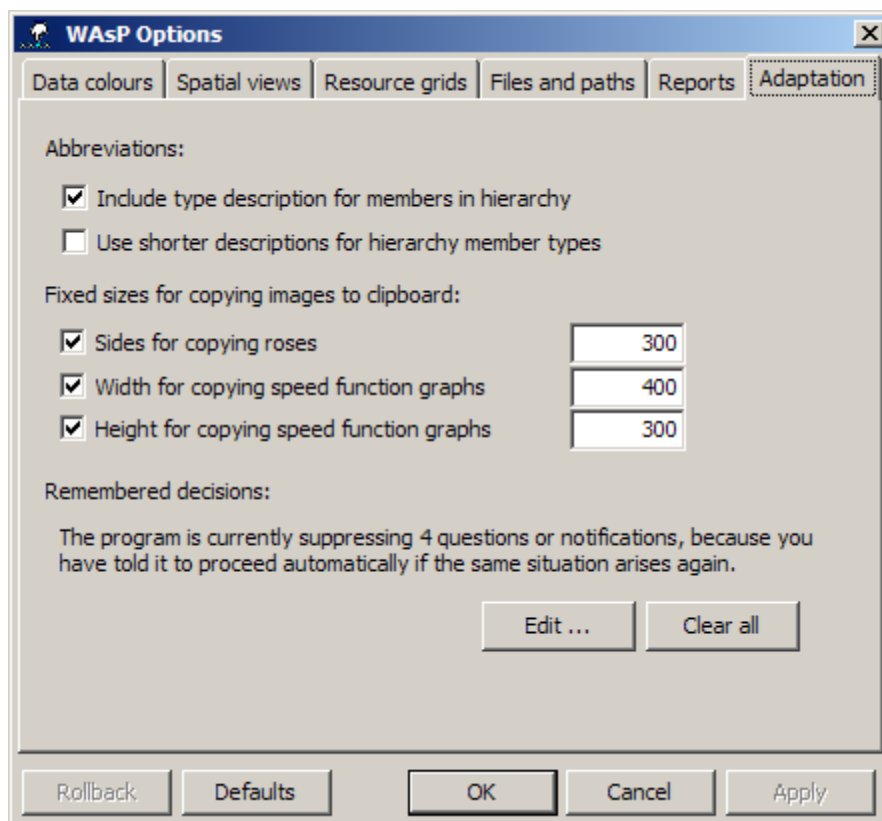 WAsP Options
Data colours Spatial views Resource grids Files and paths Reports Adaptation
Abbreviations:
Include type description for members in hierarchy
Use shorter descriptions for hierarchy member types
Fixed sizes for copying images to clipboard:
Sides for copying roses 300
Width for copying speed function graphs 400
Height for copying speed function graphs 300
Remembered decisions:
The program is currently suppressing 4 questions or notifications, because you
have told it to proceed automatically if the same situation arises again.
Edit ... Clear all
Rollback Defaults OK Cancel Apply